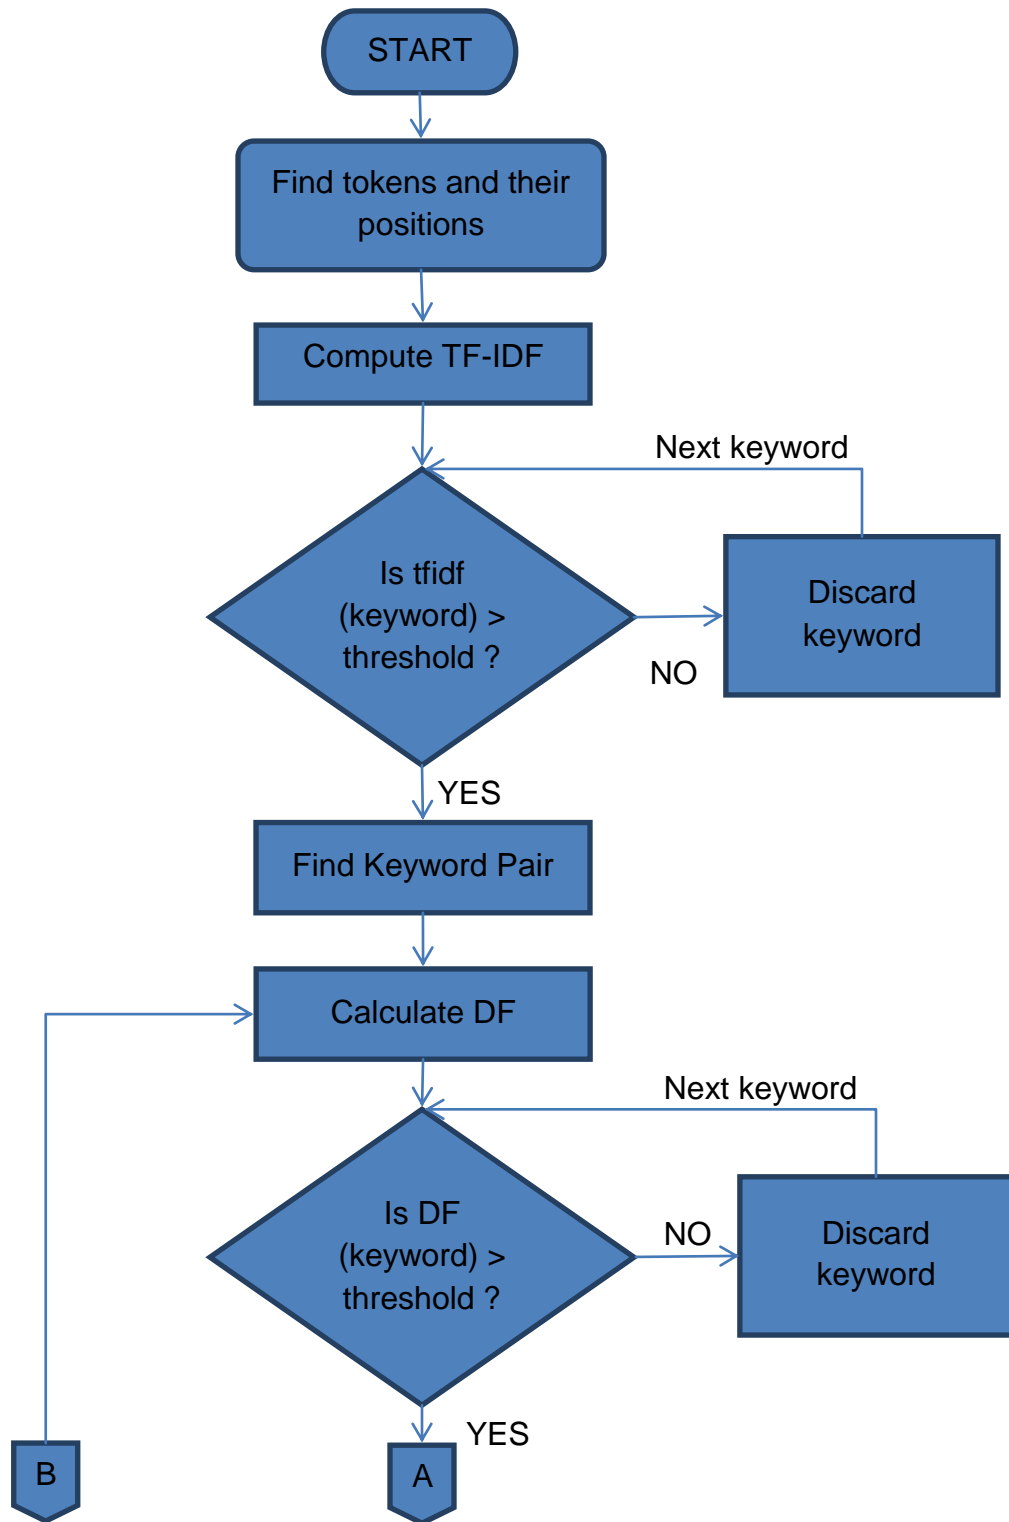 START
Find tokens and their
positions
Compute TF-IDF
Next keyword
Is tfidf
(keyword) >
threshold ?
Discard
keyword
NO
YES
Find Keyword Pair
Calculate DF
Next keyword
Is DF
(keyword) >
threshold ?
NO
Discard
keyword
YES
B
A